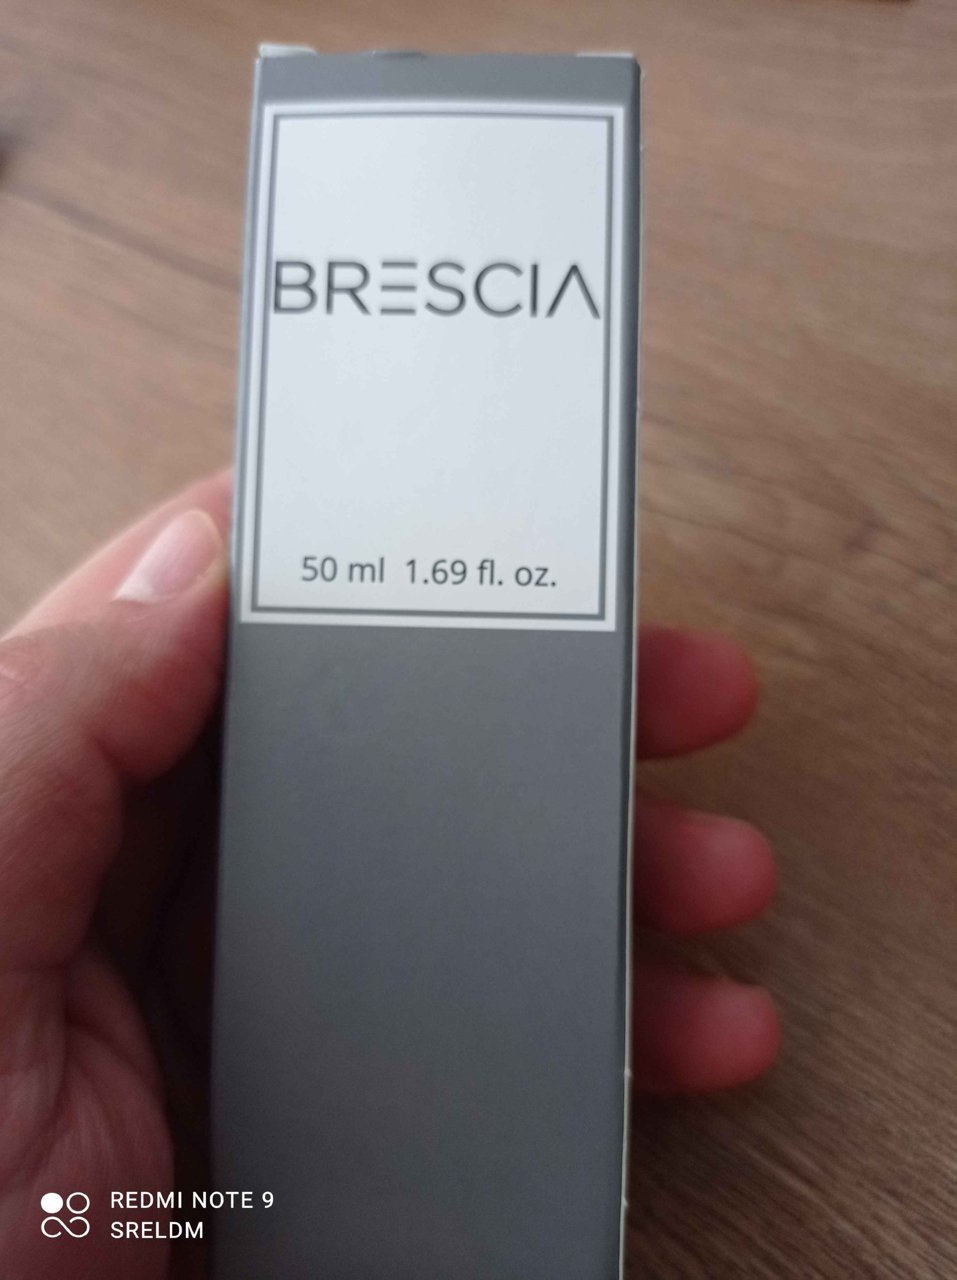 BRESCIA
50 ml 1.69 fl. oz.
REDMI NOTE 9
SRELDM